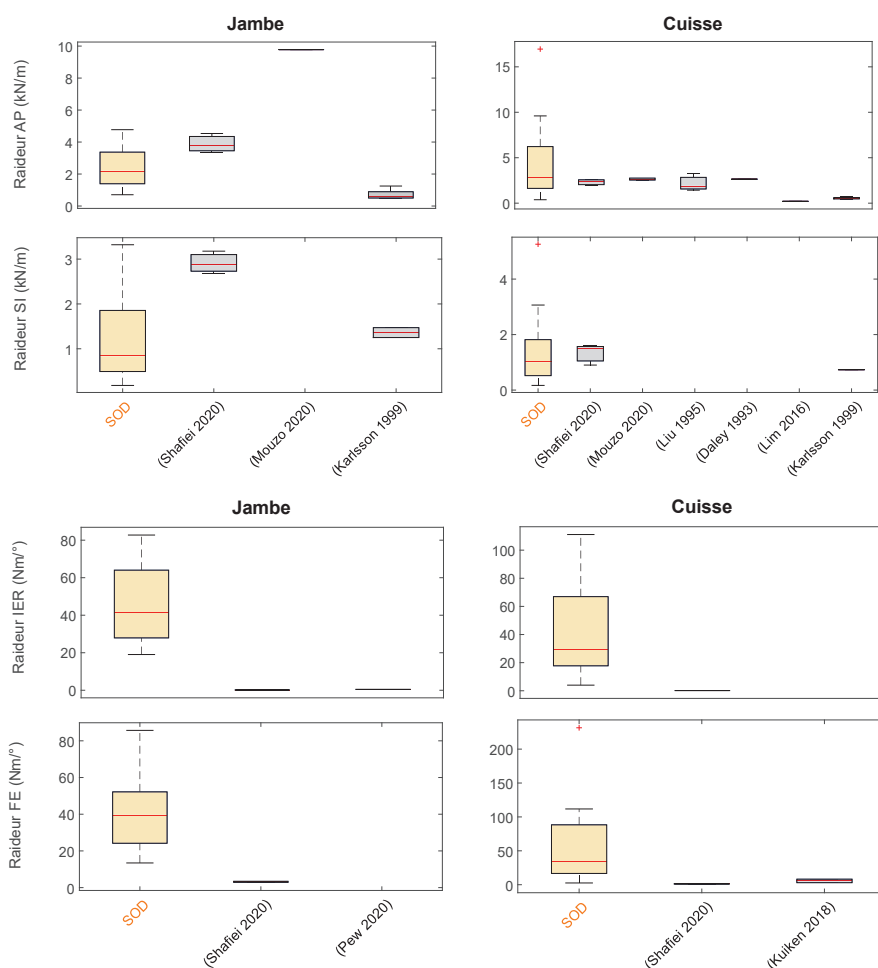 Jambe
Cuisse
Raideur AP (kN/m)
10
8
6
4
2
0
15
10
5
0
Raideur SI (kN/m)
3
2
1
4
2
0
SOD
(Shafiei 2020)
(Mouzo 2020)
(Karlsson 1999)
SOD
(Shafiei 2020)
(Mouzo 2020)
(Liu 1995)
(Daley 1993)
(Lim 2016)
(Karlsson 1999)
Jambe
Cuisse
Raideur IER (Nm/°)
80
60
40
20
0
100
80
60
40
20
0
Raideur FE (Nm/°)
80
60
40
20
0
200
150
100
50
0
SOD
(Shafiei 2020)
(Pew 2020)
SOD
(Shafiei 2020)
(Kuiken 2018)